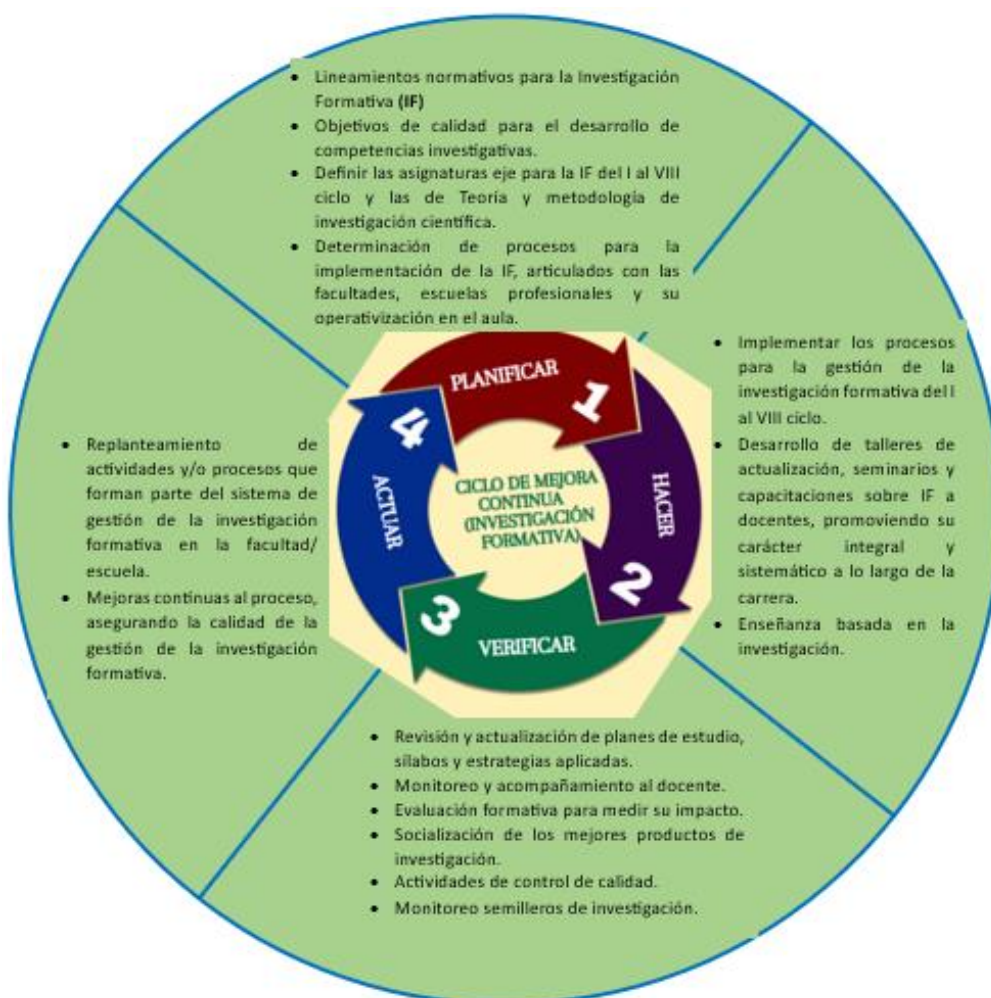 • Lineamientos normativos para la Investigación
Formativa (IF)
• Objetivos de calidad para el desarrollo de
competencias investigativas.
• Definir las asignaturas eje para la IF del I al VIII
ciclo y las de Teoría y metodología de
investigación científica.
• Determinación de procesos para la
implementación de la IF, articulados con las
facultades, escuelas profesionales y su
operativización en el aula.
PLANIFICAR
1
• Implementar los procesos
para la gestión de la
investigación formativa del I
al VIII ciclo.
• Desarrollo de talleres de
actualización, seminarios y
capacitaciones sobre IF a
docentes, promoviendo su
carácter integral y
sistemático a lo largo de la
carrera.
• Enseñanza basada en la
investigación.
HACER
2
CICLO DE MEJORA
CONTINUA
(INVESTIGACIÓN
FORMATIVA)
VERIFICAR
3
• Revisión y actualización de planes de estudio,
sílabos y estrategias aplicadas.
• Monitoreo y acompañamiento al docente.
• Evaluación formativa para medir su impacto.
• Socialización de los mejores productos de
investigación.
• Actividades de control de calidad.
• Monitoreo semilleros de investigación.
ACTUAR
4
• Replanteamiento de
actividades y/o procesos que
forman parte del sistema de
gestión de la investigación
formativa en la facultad/
escuela.
• Mejoras continuas al proceso,
asegurando la calidad de la
gestión de la investigación
formativa.